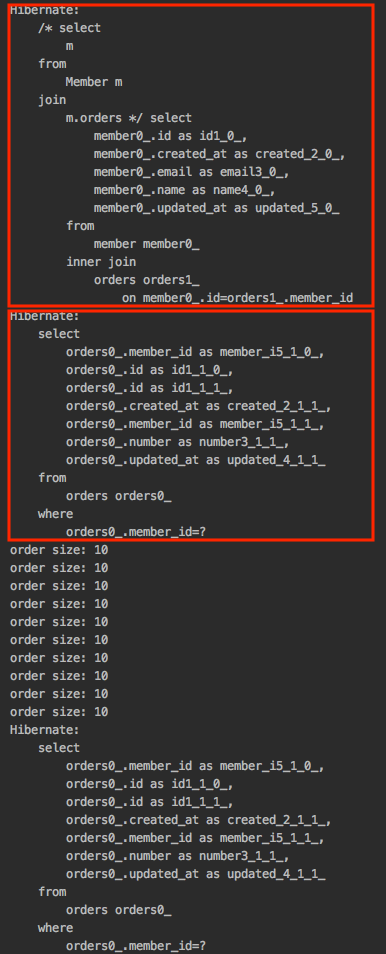 Hibernate:
    /* select
        m
    from
        Member m
    join
        m.orders */ select
            member0_.id as id1_0_,
            member0_.created_at as created_2_0_,
            member0_.email as email3_0_,
            member0_.name as name4_0_,
            member0_.updated_at as updated_5_0_
        from
            member member0_
        inner join
            orders orders1_
                on member0_.id=orders1_.member_id
Hibernate:
    select
        orders0_.member_id as member_i5_1_0_,
        orders0_.id as id1_1_0_,
        orders0_.id as id1_1_1_,
        orders0_.created_at as created_2_1_1_,
        orders0_.member_id as member_i5_1_1_,
        orders0_.number as number3_1_1_,
        orders0_.updated_at as updated_4_1_1_
    from
        orders orders0_
    where
        orders0_.member_id=?
order size: 10
order size: 10
order size: 10
order size: 10
order size: 10
order size: 10
order size: 10
order size: 10
order size: 10
order size: 10
Hibernate:
    select
        orders0_.member_id as member_i5_1_0_,
        orders0_.id as id1_1_0_,
        orders0_.id as id1_1_1_,
        orders0_.created_at as created_2_1_1_,
        orders0_.member_id as member_i5_1_1_,
        orders0_.number as number3_1_1_,
        orders0_.updated_at as updated_4_1_1_
    from
        orders orders0_
    where
        orders0_.member_id=?